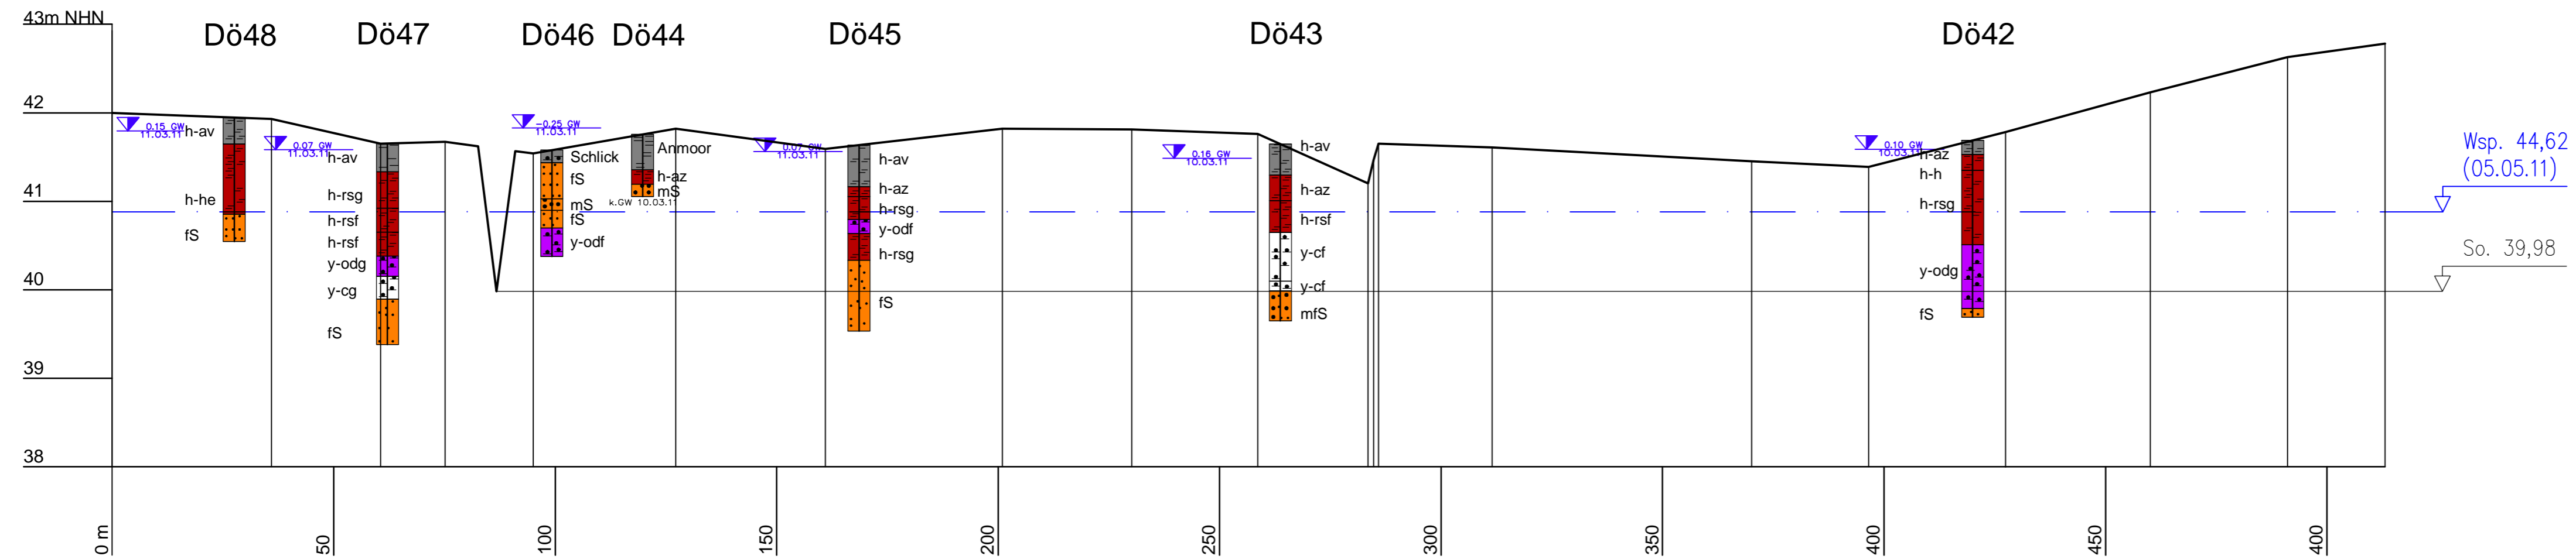 43m NHN
Dö48
Dö47
Dö46
Dö44
Dö45
Dö43
Dö42
42
41
40
39
38
0.15 GW
11.03.11
h-av
h-he
fS
0.07 GW
11.03.11
h-av
h-rsg
h-rsf
h-rsf
y-odg
y-cg
fS
-0.25 GW
11.03.11
Schlick
fS
mS
fS
y-odf
Anmoor
h-az
mS
k.GW 10.03.11
0.07 GW
11.03.11
h-av
h-az
h-rsg
y-odf
h-rsg
fS
0.16 GW
10.03.11
h-av
h-az
h-rsf
y-cf
y-cf
mfS
0.10 GW
10.03.11
h-az
h-h
h-rsg
y-odg
fS
Wsp. 44,62
(05.05.11)
So. 39,98
0 m
50
100
150
200
250
300
350
400
450
400